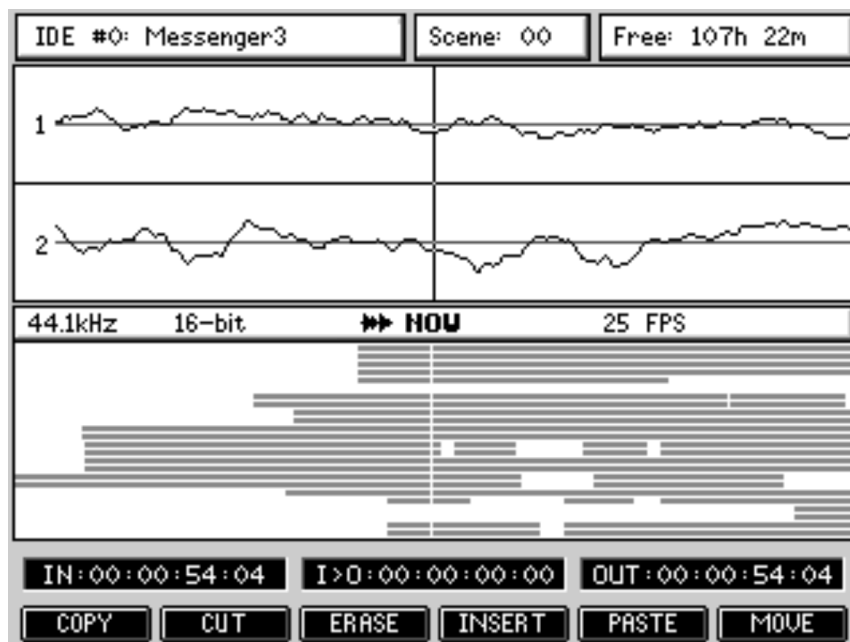 IDE #0: Messenger3 Scene: 00 Free: 107h 22m
1
2
44.1kHz 16-bit NOW 25 FPS
IN:00:00:54:04 I>O:00:00:00:00 OUT:00:00:54:04
COPY CUT ERASE INSERT PASTE MOVE